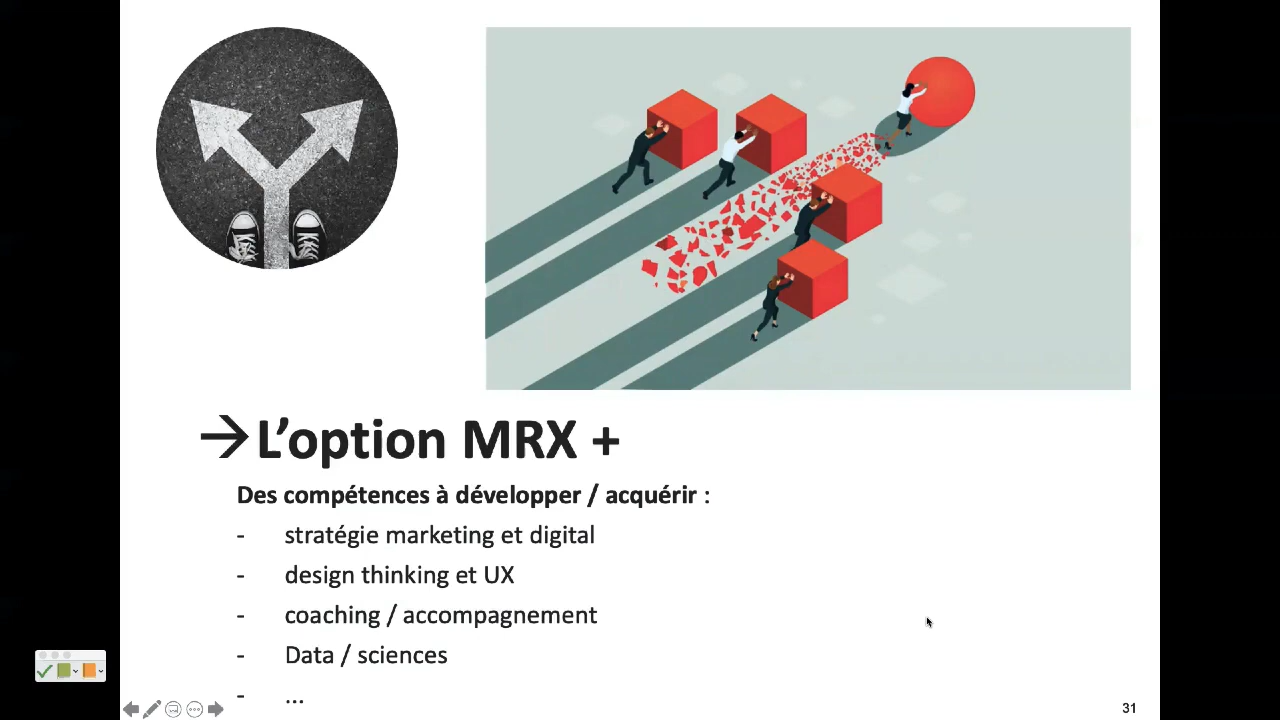 →L’option MRX +
Des compétences à développer / acquérir :
- stratégie marketing et digital
- design thinking et UX
- coaching / accompagnement
- Data / sciences
- ...
31